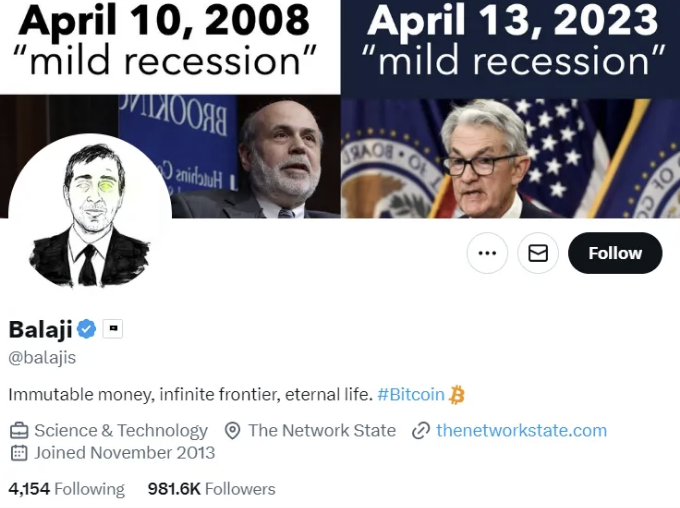 April 10, 2008
"mild recession"
April 13, 2023
"mild recession"
BROOKIN
Hutchins C
BOARD
OF G
Follow
Balaji
@balajis
Immutable money, infinite frontier, eternal life. #Bitcoin
Science & Technology The Network State thenetworkstate.com
Joined November 2013
4,154 Following 981.6K Followers